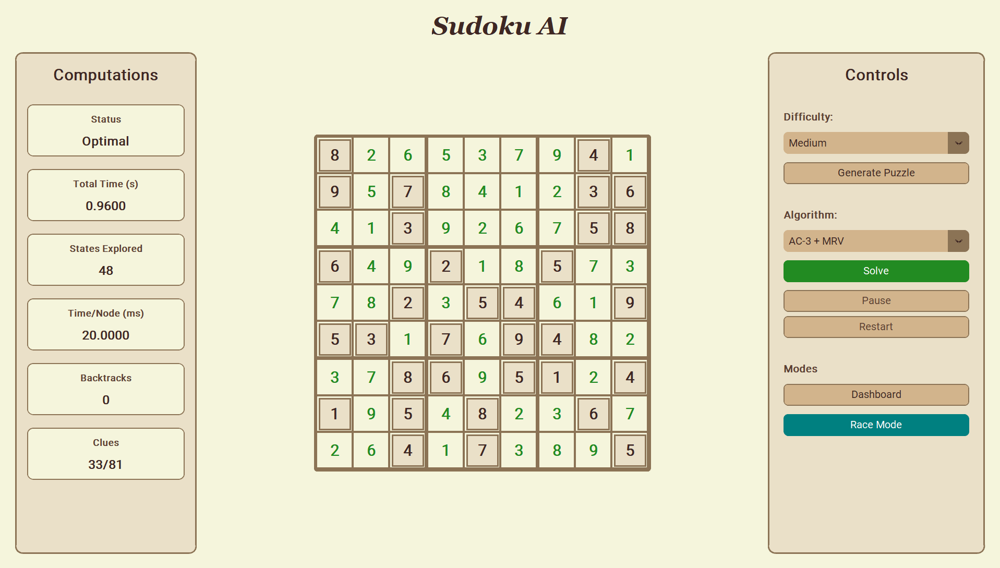 Sudoku AI
Computations
Status
Optimal
Total Time (s)
0.9600
States Explored
48
Time/Node (ms)
20.0000
Backtracks
0
Clues
33/81
8 2 6 5 3 7 9 4 1
9 5 7 8 4 1 2 3 6
4 1 3 9 2 6 7 5 8
6 4 9 2 1 8 5 7 3
7 8 2 3 5 4 6 1 9
5 3 1 7 6 9 4 8 2
3 7 8 6 9 5 1 2 4
1 9 5 4 8 2 3 6 7
2 6 4 1 7 3 8 9 5
Controls
Difficulty:
Medium
Generate Puzzle
Algorithm:
AC-3 + MRV
Solve
Pause
Restart
Modes
Dashboard
Race Mode